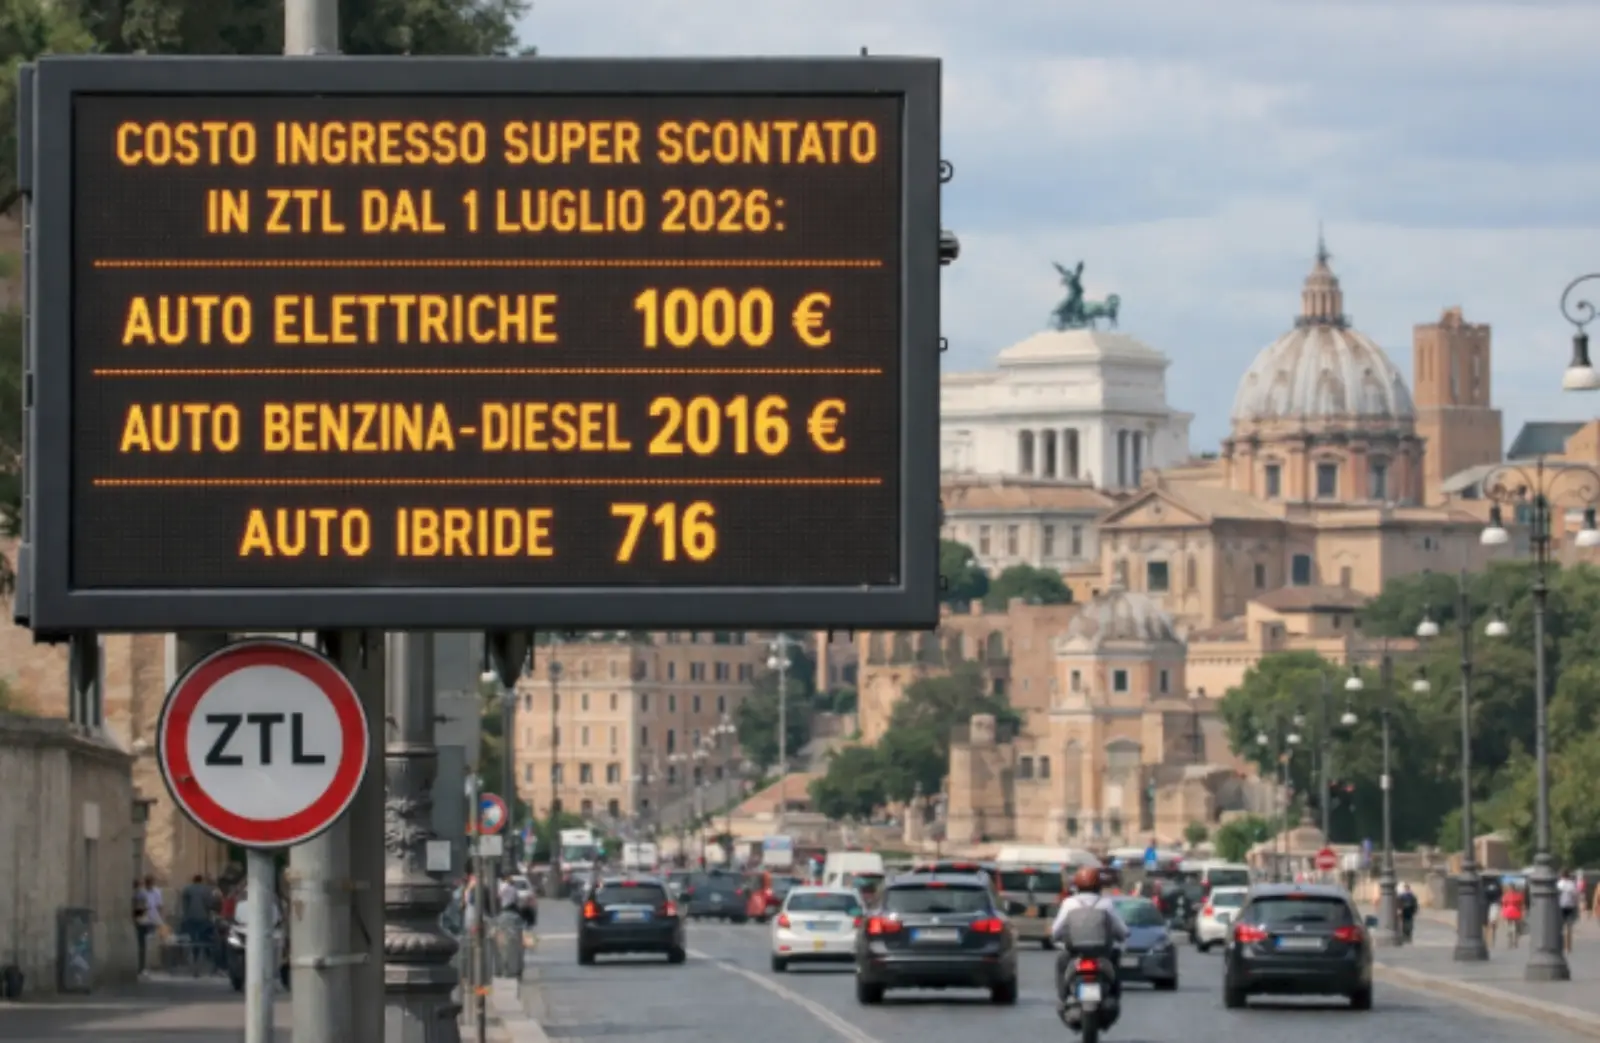 COSTO INGRESSO SUPER SCONTATO
IN ZTL DAL 1 LUGLIO 2026:
AUTO ELETTRICHE 1000 €
AUTO BENZINA-DIESEL 2016 €
AUTO IBRIDE 716
ZTL